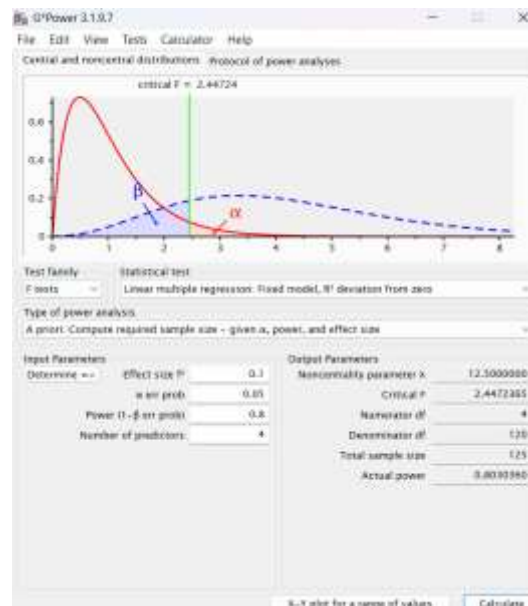 G*Power 3.1.9.7
File Edit View Tests Calculator Help
Central and noncentral distributions Protocol of power analyses
critical F = 2.44724
0.6
0.4
0.2
0
β
α
0 1 2 3 4 5 6 7 8
Test family Statistical test
F tests Linear multiple regression: Fixed model, R² deviation from zero
Type of power analysis
A priori: Compute required sample size - given α, power, and effect size
Input Parameters Output Parameters
Determine => Effect size f² 0.1 Noncentrality parameter λ 12.5000000
α err prob 0.05 Critical F 2.4472365
Power (1-β err prob) 0.8 Numerator df 4
Number of predictors 4 Denominator df 120
Total sample size 125
Actual power
X-Y plot for a range of values Calculate